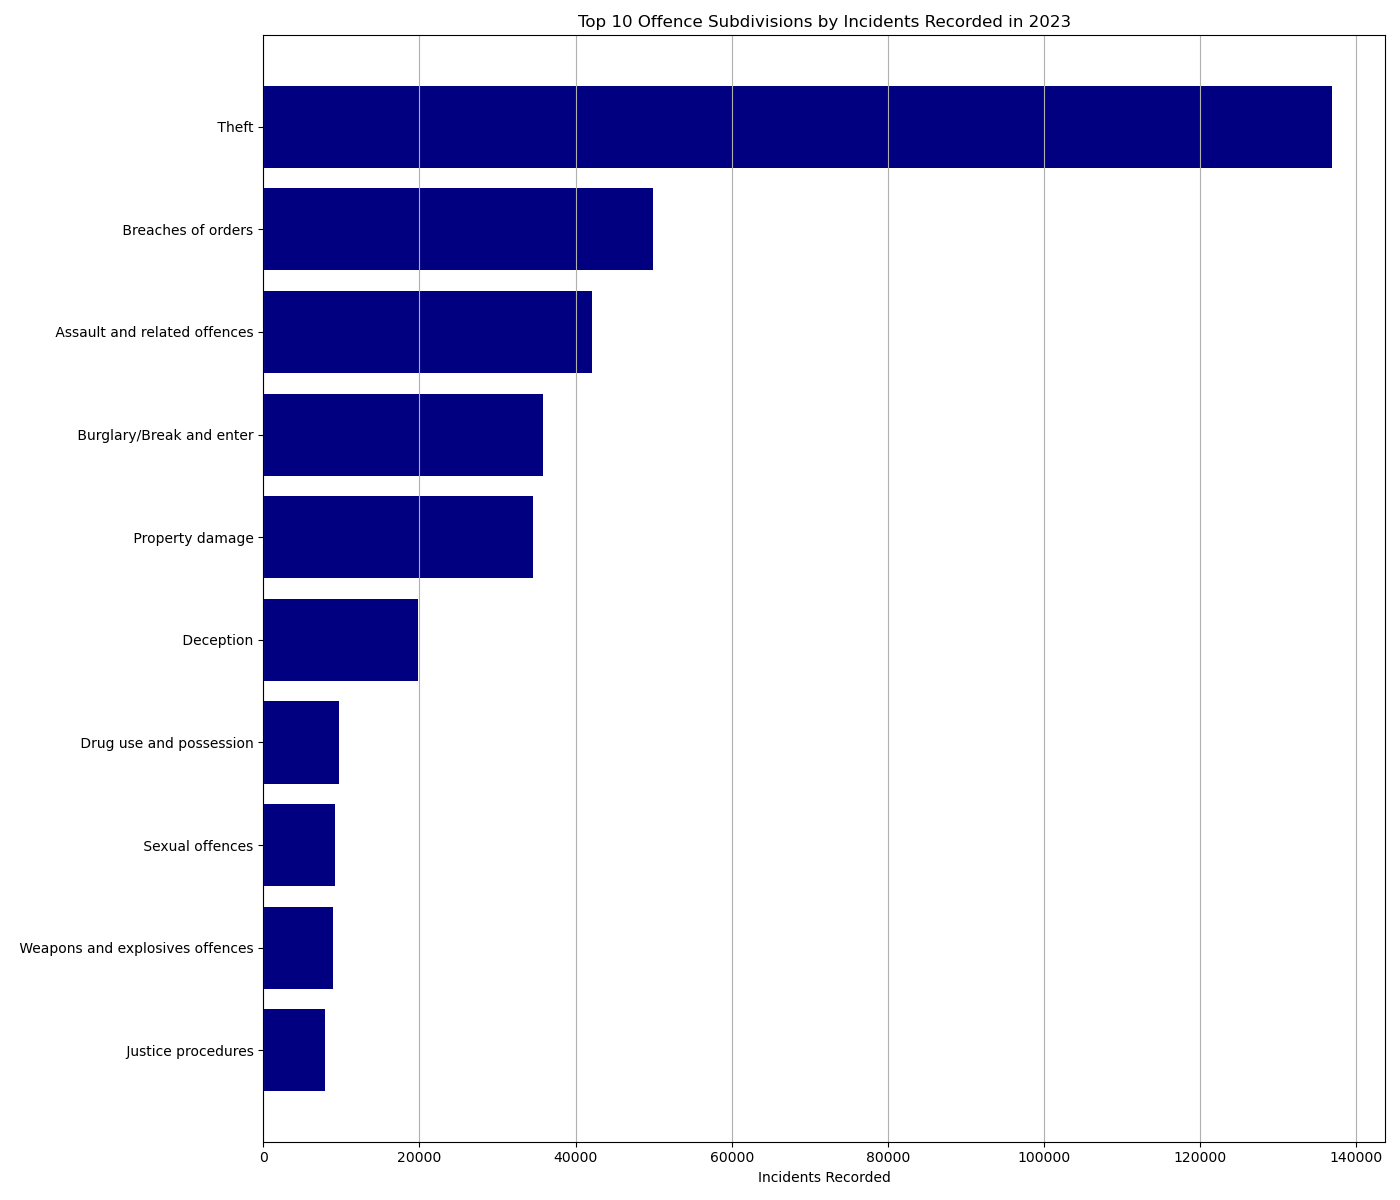 Top 10 Offence Subdivisions by Incidents Recorded in 2023
Theft
Breaches of orders
Assault and related offences
Burglary/Break and enter
Property damage
Deception
Drug use and possession
Sexual offences
Weapons and explosives offences
Justice procedures
0 20000 40000 60000 80000 100000 120000 140000
Incidents Recorded